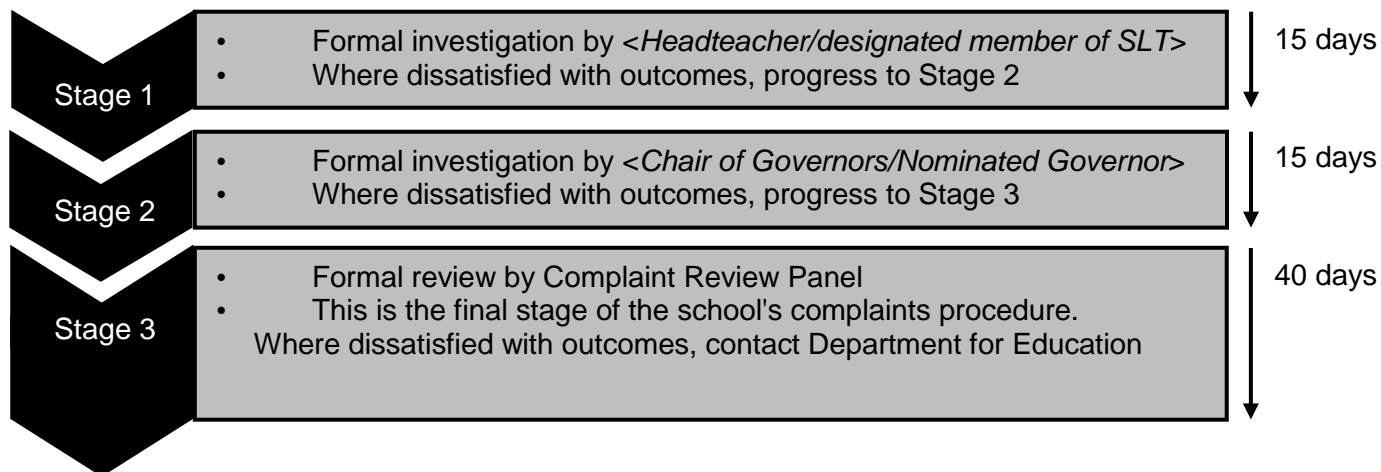 Stage 1
• Formal investigation by <Headteacher/designated member of SLT>
• Where dissatisfied with outcomes, progress to Stage 2
15 days
Stage 2
• Formal investigation by <Chair of Governors/Nominated Governor>
• Where dissatisfied with outcomes, progress to Stage 3
15 days
Stage 3
• Formal review by Complaint Review Panel
• This is the final stage of the school's complaints procedure.
Where dissatisfied with outcomes, contact Department for Education
40 days